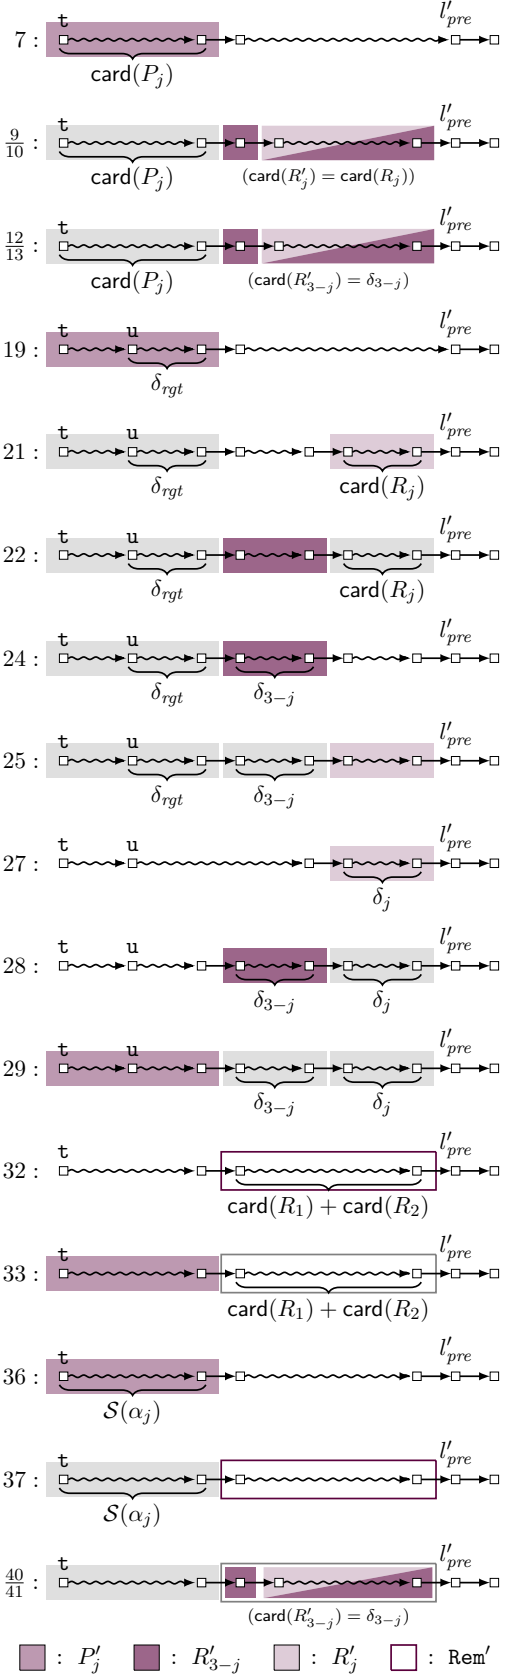 t l′pre
7 :
card(Pj)
t l′pre
9/10 :
card(Pj) (card(R′j) = card(Rj))
t l′pre
12/13 :
card(Pj) (card(R′3−j) = δ3−j)
t u l′pre
19 :
δrgt
t u l′pre
21 :
δrgt card(Rj)
t u l′pre
22 :
δrgt card(Rj)
t u l′pre
24 :
δrgt δ3−j
t u l′pre
25 :
δrgt δ3−j
t u l′pre
27 :
δj
t u l′pre
28 :
δ3−j δj
t u l′pre
29 :
δ3−j δj
t l′pre
32 :
card(R1) + card(R2)
t l′pre
33 :
card(R1) + card(R2)
t l′pre
36 :
S(αj)
t l′pre
37 :
S(αj)
t l′pre
40/41 :
(card(R′3−j) = δ3−j)
: P′j : R′3−j : R′j : Rem′